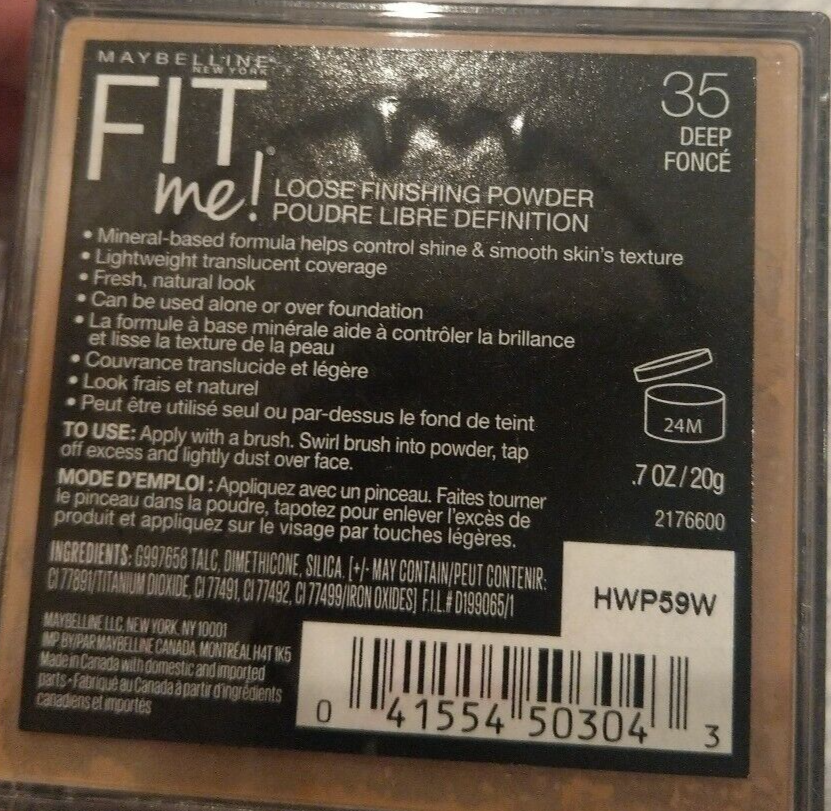 MAYBELLINE
NEW YORK
FIT
me!
LOOSE FINISHING POWDER
POUDRE LIBRE DEFINITION
35
DEEP
FONCÉ
• Mineral-based formula helps control shine & smooth skin's texture
• Lightweight translucent coverage
• Fresh, natural look
• Can be used alone or over foundation
• La formule à base minérale aide à contrôler la brillance
et lisse la texture de la peau
• Couvrance translucide et légère
• Look frais et naturel
• Peut être utilisé seul ou par-dessus le fond de teint
TO USE: Apply with a brush. Swirl brush into powder, tap
off excess and lightly dust over face.
MODE D'EMPLOI : Appliquez avec un pinceau. Faites tourner
le pinceau dans la poudre, tapotez pour enlever l'excès de
produit et appliquez sur le visage par touches légères.
24M
.7 OZ/20g
2176600
INGREDIENTS: G997658 TALC, DIMETHICONE, SILICA. [+/- MAY CONTAIN/PEUT CONTENIR:
CI 77891/TITANIUM DIOXIDE, CI 77491, CI 77492, CI 77499/IRON OXIDES] F.I.L.# D199065/1
HWP59W
MAYBELLINE LLC, NEW YORK, NY 10001
IMP BY/PAR MAYBELLINE CANADA, MONTRÉAL H4T 1K5
Made in Canada with domestic and imported
parts • Fabriqué au Canada à partir d'ingrédients
canadiens et importés
0 41554 50304 3